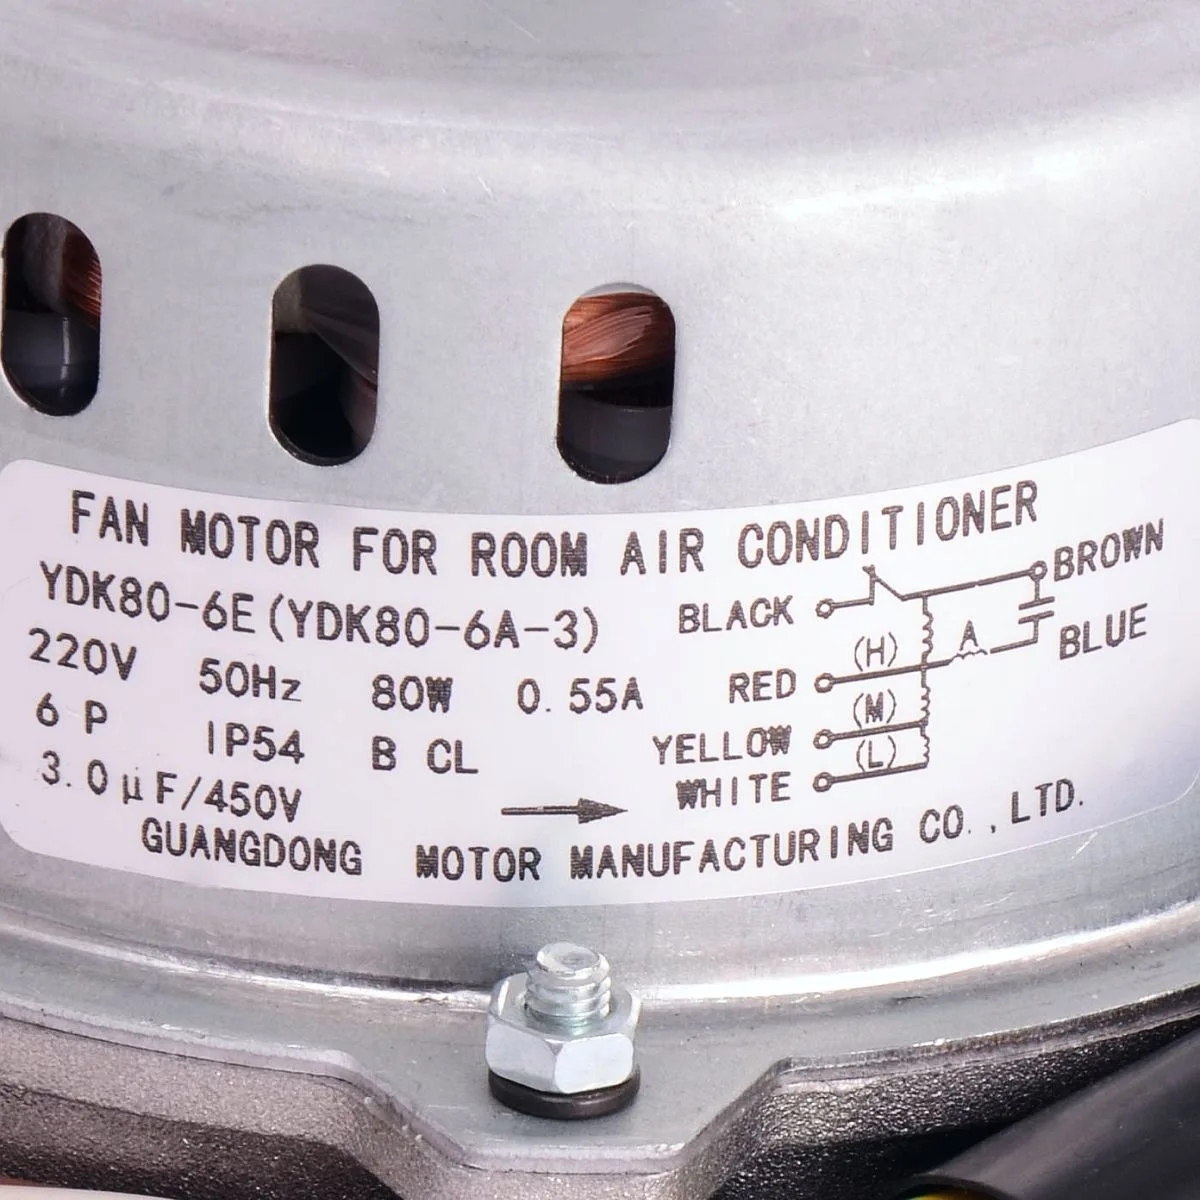 FAN MOTOR FOR ROOM AIR CONDITIONER
YDK80-6E(YDK80-6A-3)
220V 50Hz 80W 0.55A
6 P IP54 B CL
3.0μF/450V
BLACK
BROWN
(H)
A
BLUE
RED
(M)
YELLOW
(L)
WHITE
GUANGDONG MOTOR MANUFACTURING CO.,LTD.